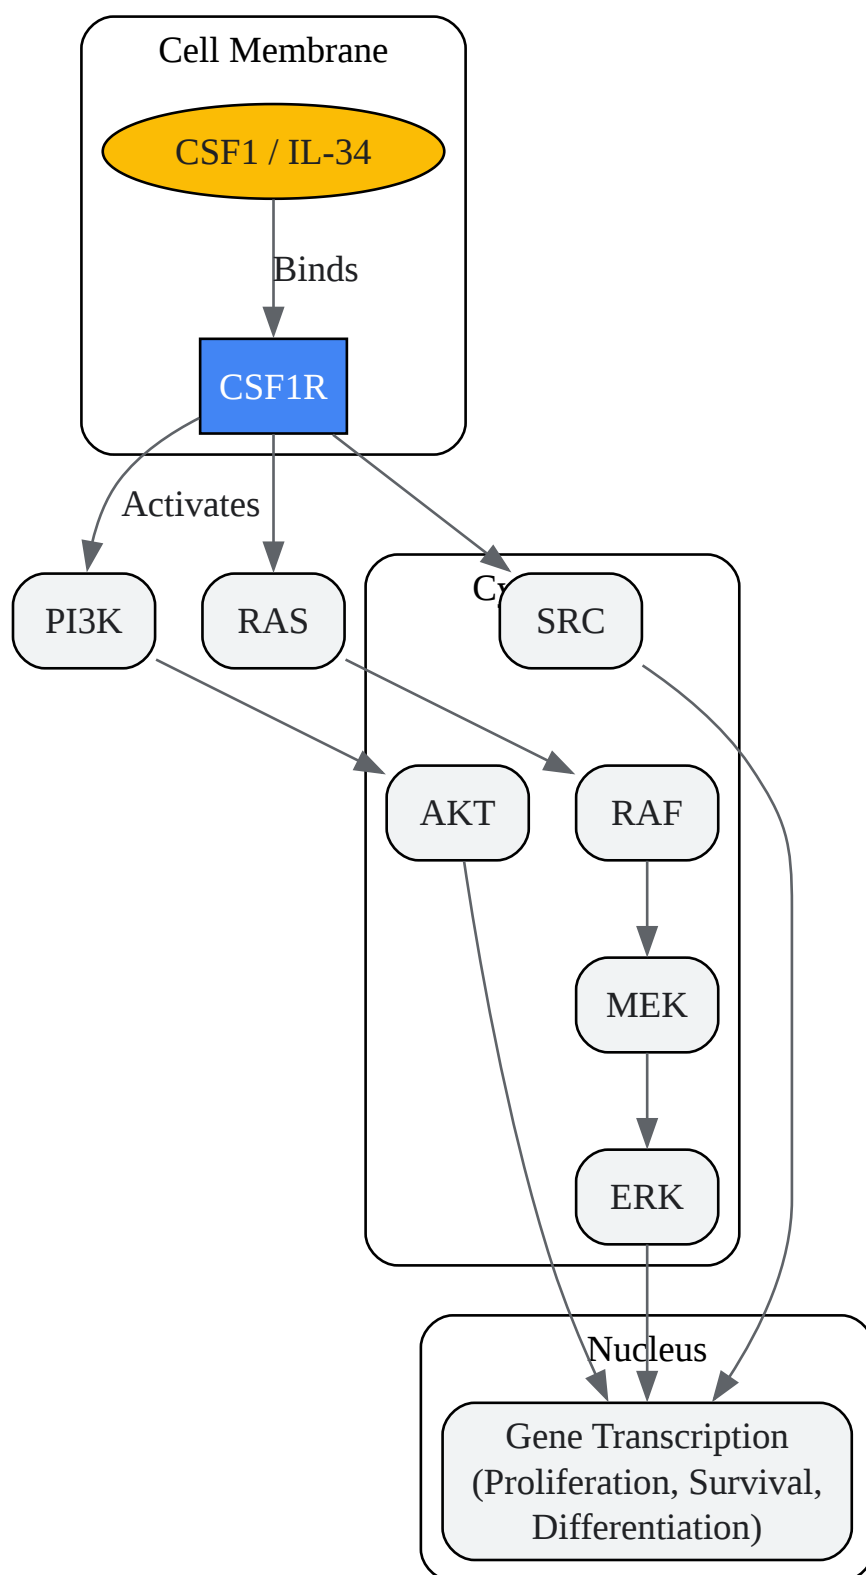 Cell Membrane
CSF1 / IL-34
Binds
CSF1R
Activates
PI3K
RAS
SRC
AKT
RAF
MEK
ERK
Nucleus
Gene Transcription
(Proliferation, Survival,
Differentiation)